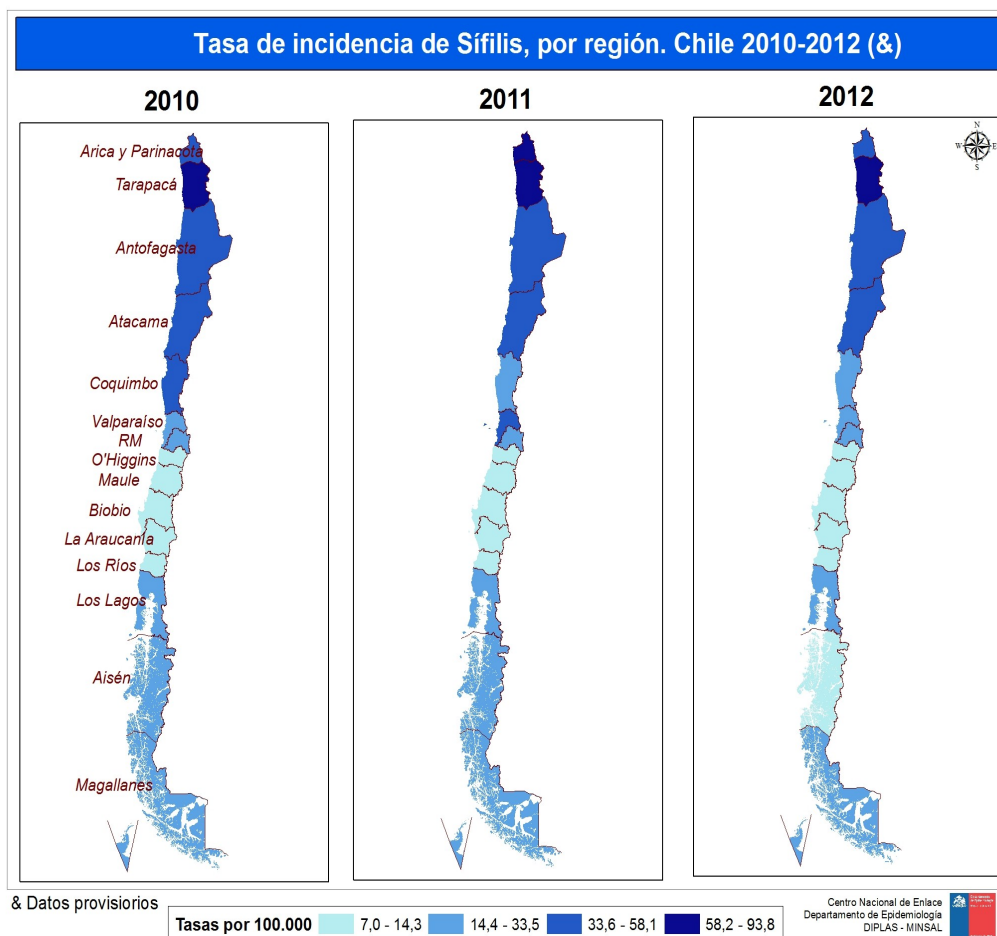 Tasa de incidencia de Sífilis, por región. Chile 2010-2012 (&)
2010
2011
2012
N
W
E
S
Arica y Parinacota
Tarapacá
Antofagasta
Atacama
Coquimbo
Valparaíso
RM
O'Higgins
Maule
Biobio
La Araucanía
Los Ríos
Los Lagos
Aisén
Magallanes
& Datos provisiorios
Tasas por 100.000 7,0 - 14,3 14,4 - 33,5 33,6 - 58,1 58,2 - 93,8
Centro Nacional de Enlace
Departamento de Epidemiología
DIPLAS - MINSAL